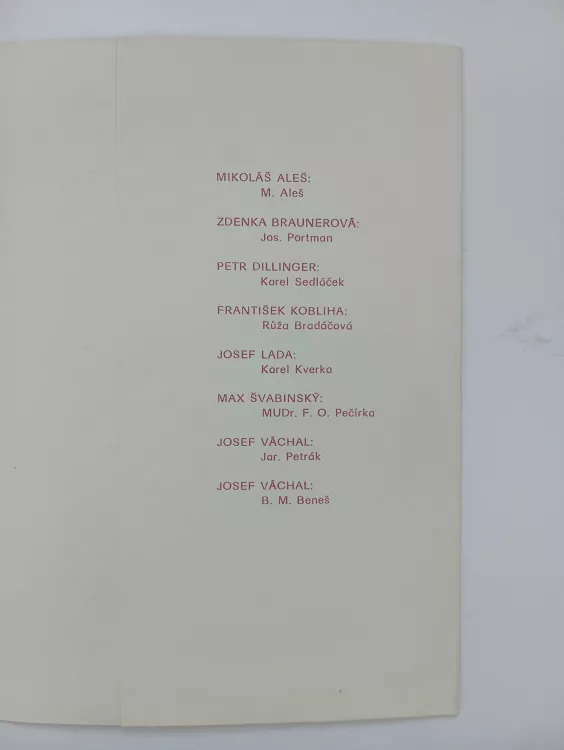 MIKOLÁŠ ALEŠ:
M. Aleš
ZDENKA BRAUNEROVÁ:
Jos. Portman
PETR DILLINGER:
Karel Sedláček
FRANTIŠEK KOBLIHA:
Růža Bradáčová
JOSEF LADA:
Karel Kverka
MAX ŠVABINSKÝ:
MUDr. F. O. Pečírka
JOSEF VÁCHAL:
Jar. Petrák
JOSEF VÁCHAL:
B. M. Beneš